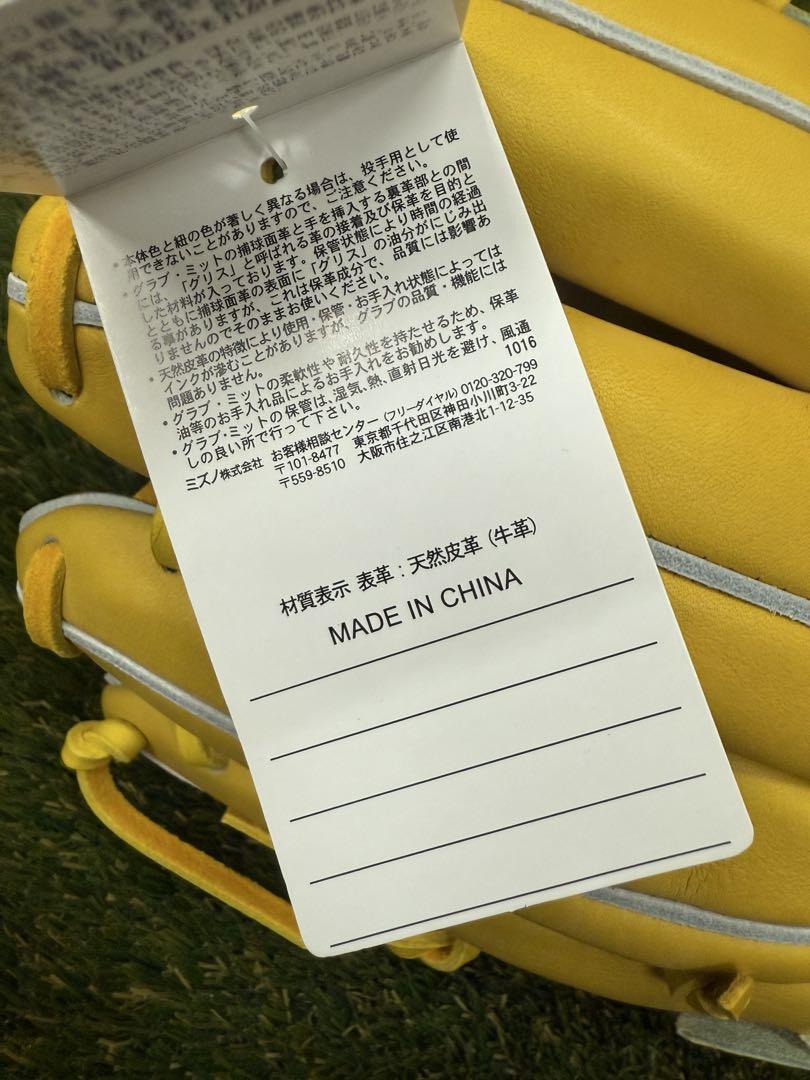 ・本体色と紐の色が著しく異なる場合は、投手用として使
用できないことがありますので、ご注意ください。
・グラブ・ミットの捕球面革と手を挿入する裏革部との間
には、「グリス」と呼ばれる革の接着及び保革を目的と
した材料が入っております。保管状態により時間の経過
とともに捕球面革の表面に「グリス」の油分がにじみ出
る事がありますが、これは保革成分で、品質には影響あ
りませんのでそのままお使いください。
・天然皮革の特徴により使用・保管・お手入れ状態によっては
インクが滲むことがありますが、グラブの品質・機能には
問題ありません。
・グラブ・ミットの柔軟性や耐久性を持たせるため、保革
油等のお手入れ品によるお手入れをお勧めします。
・グラブ・ミットの保管は、湿気、熱、直射日光を避け、風通
しの良い所で行って下さい。 1016
ミズノ株式会社 お客様相談センター（フリーダイヤル）0120-320-799
〒101-8477 東京都千代田区神田小川町3-22
〒559-8510 大阪市住之江区南港北1-12-35
材質表示 表革：天然皮革（牛革）
MADE IN CHINA